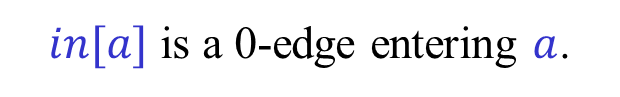 in[a] is a 0-edge entering a.